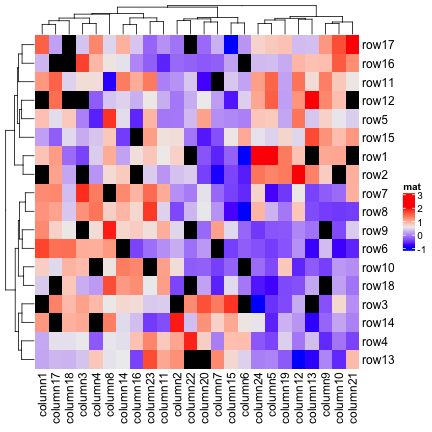 row17
row16
row11
row12
row5
row15
row1
row2
row7
row8
row9
row6
row10
row18
row3
row14
row4
row13
mat
3
2
1
0
-1
column1
column17
column18
column3
column4
column8
column14
column16
column23
column11
column2
column22
column20
column7
column15
column6
column24
column5
column19
column12
column13
column9
column10
column21